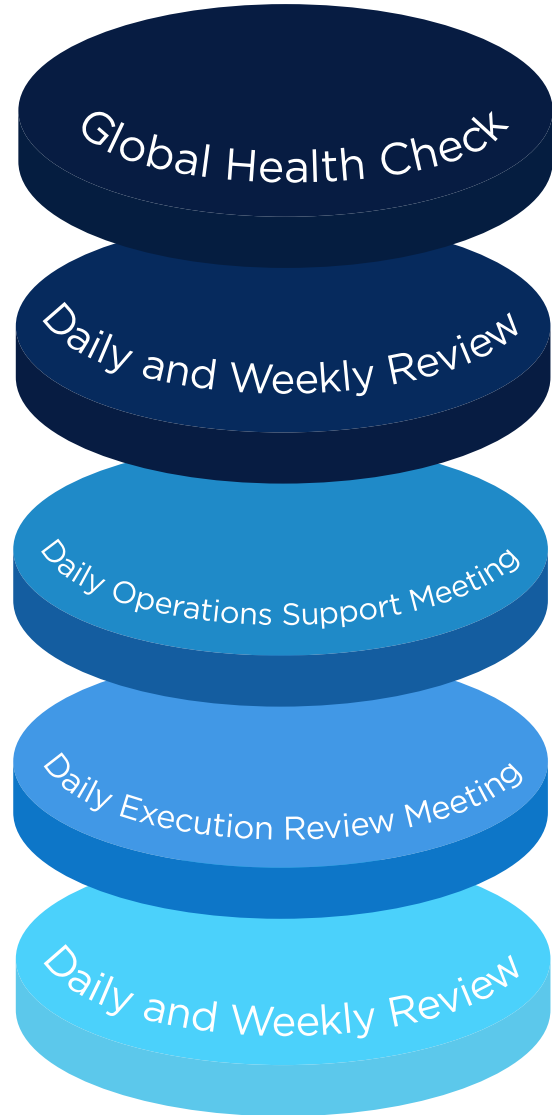 Global Health Check
Daily and Weekly Review
Daily Operations Support Meeting
Daily Execution Review Meeting
Daily and Weekly Review